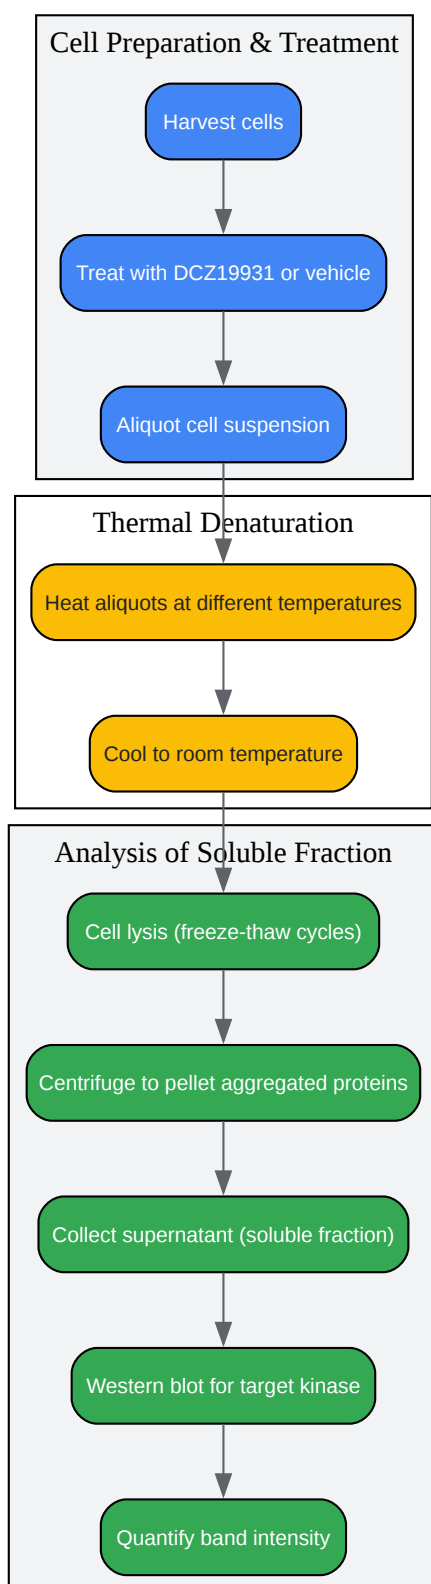 Cell Preparation & Treatment
Harvest cells
Treat with DCZ19931 or vehicle
Aliquot cell suspension
Thermal Denaturation
Heat aliquots at different temperatures
Cool to room temperature
Analysis of Soluble Fraction
Cell lysis (freeze-thaw cycles)
Centrifuge to pellet aggregated proteins
Collect supernatant (soluble fraction)
Western blot for target kinase
Quantify band intensity